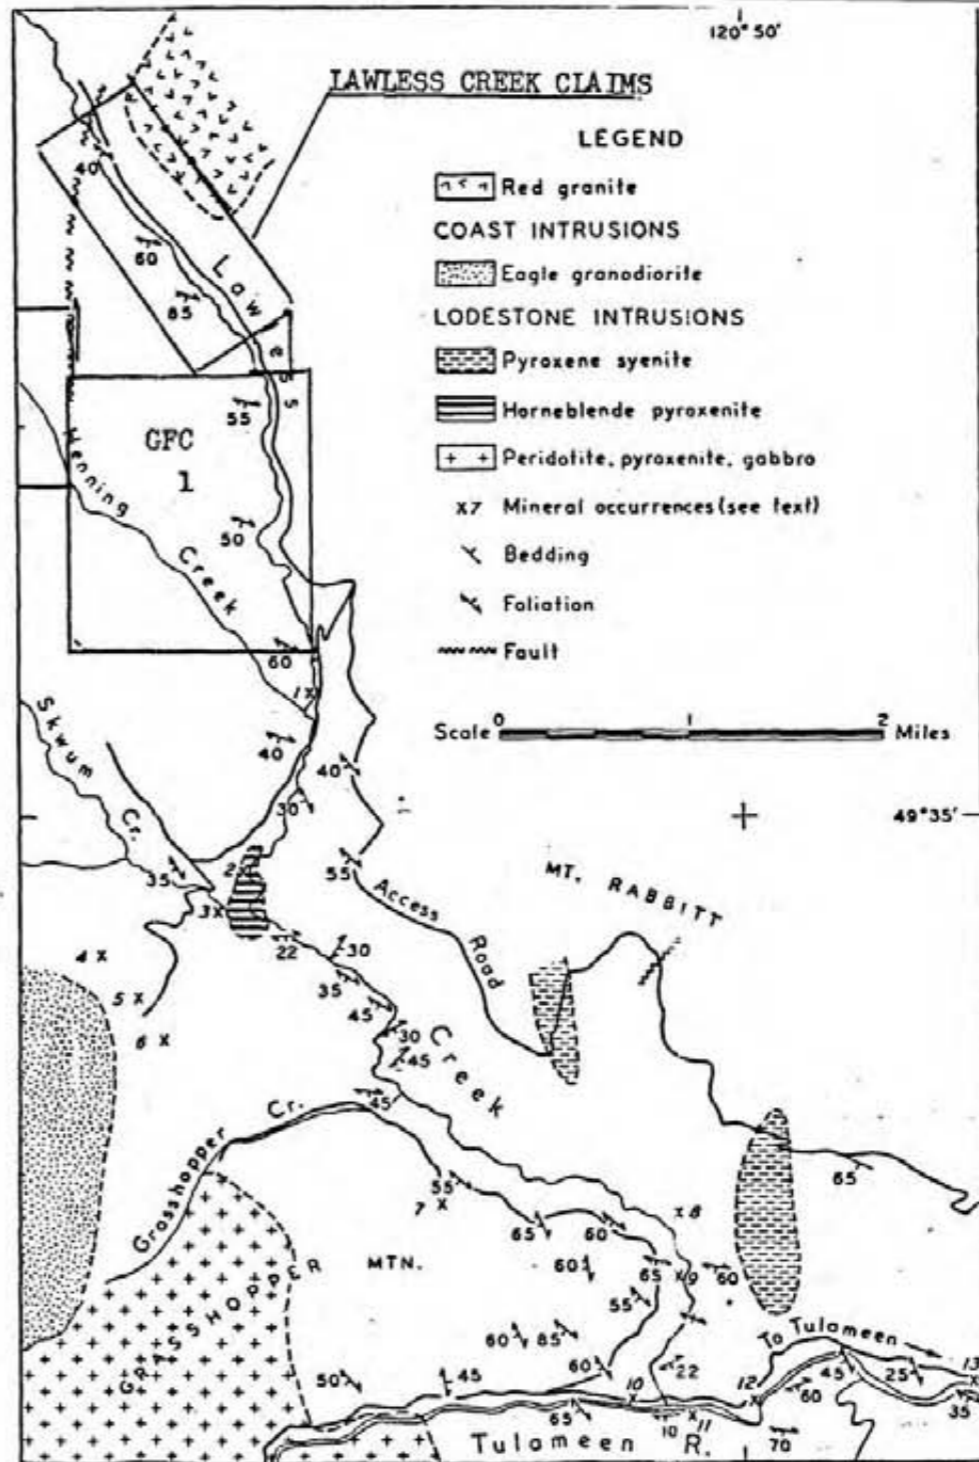 120° 50'
LAWLESS CREEK CLAIMS
LEGEND
Red granite
COAST INTRUSIONS
Eagle granodiorite
LODESTONE INTRUSIONS
Pyroxene syenite
Horneblende pyroxenite
+ + Peridotite, pyroxenite, gabbro
x7 Mineral occurrences (see text)
Bedding
Foliation
Fault
Scale 0 1 2 Miles
40
60
85
Lawless
55
GFC
1
Henning
Creek
50
60
1x
40
40
30
Skwum
Cr.
49° 35'
35
2x
3x
55
Access
Road
MT. RABBITT
22
30
4 x
35
5 x
45
6 x
30
45
Creek
45
Grasshopper Cr.
55
7 x
65
60
x 8
65
GRASSHOPPER MTN.
60
65
x9
60
55
60
85
To Tulameen
60
22
50
45
10
12
60
45
25
13
x
35
65
10
x11
70
Tulameen R.